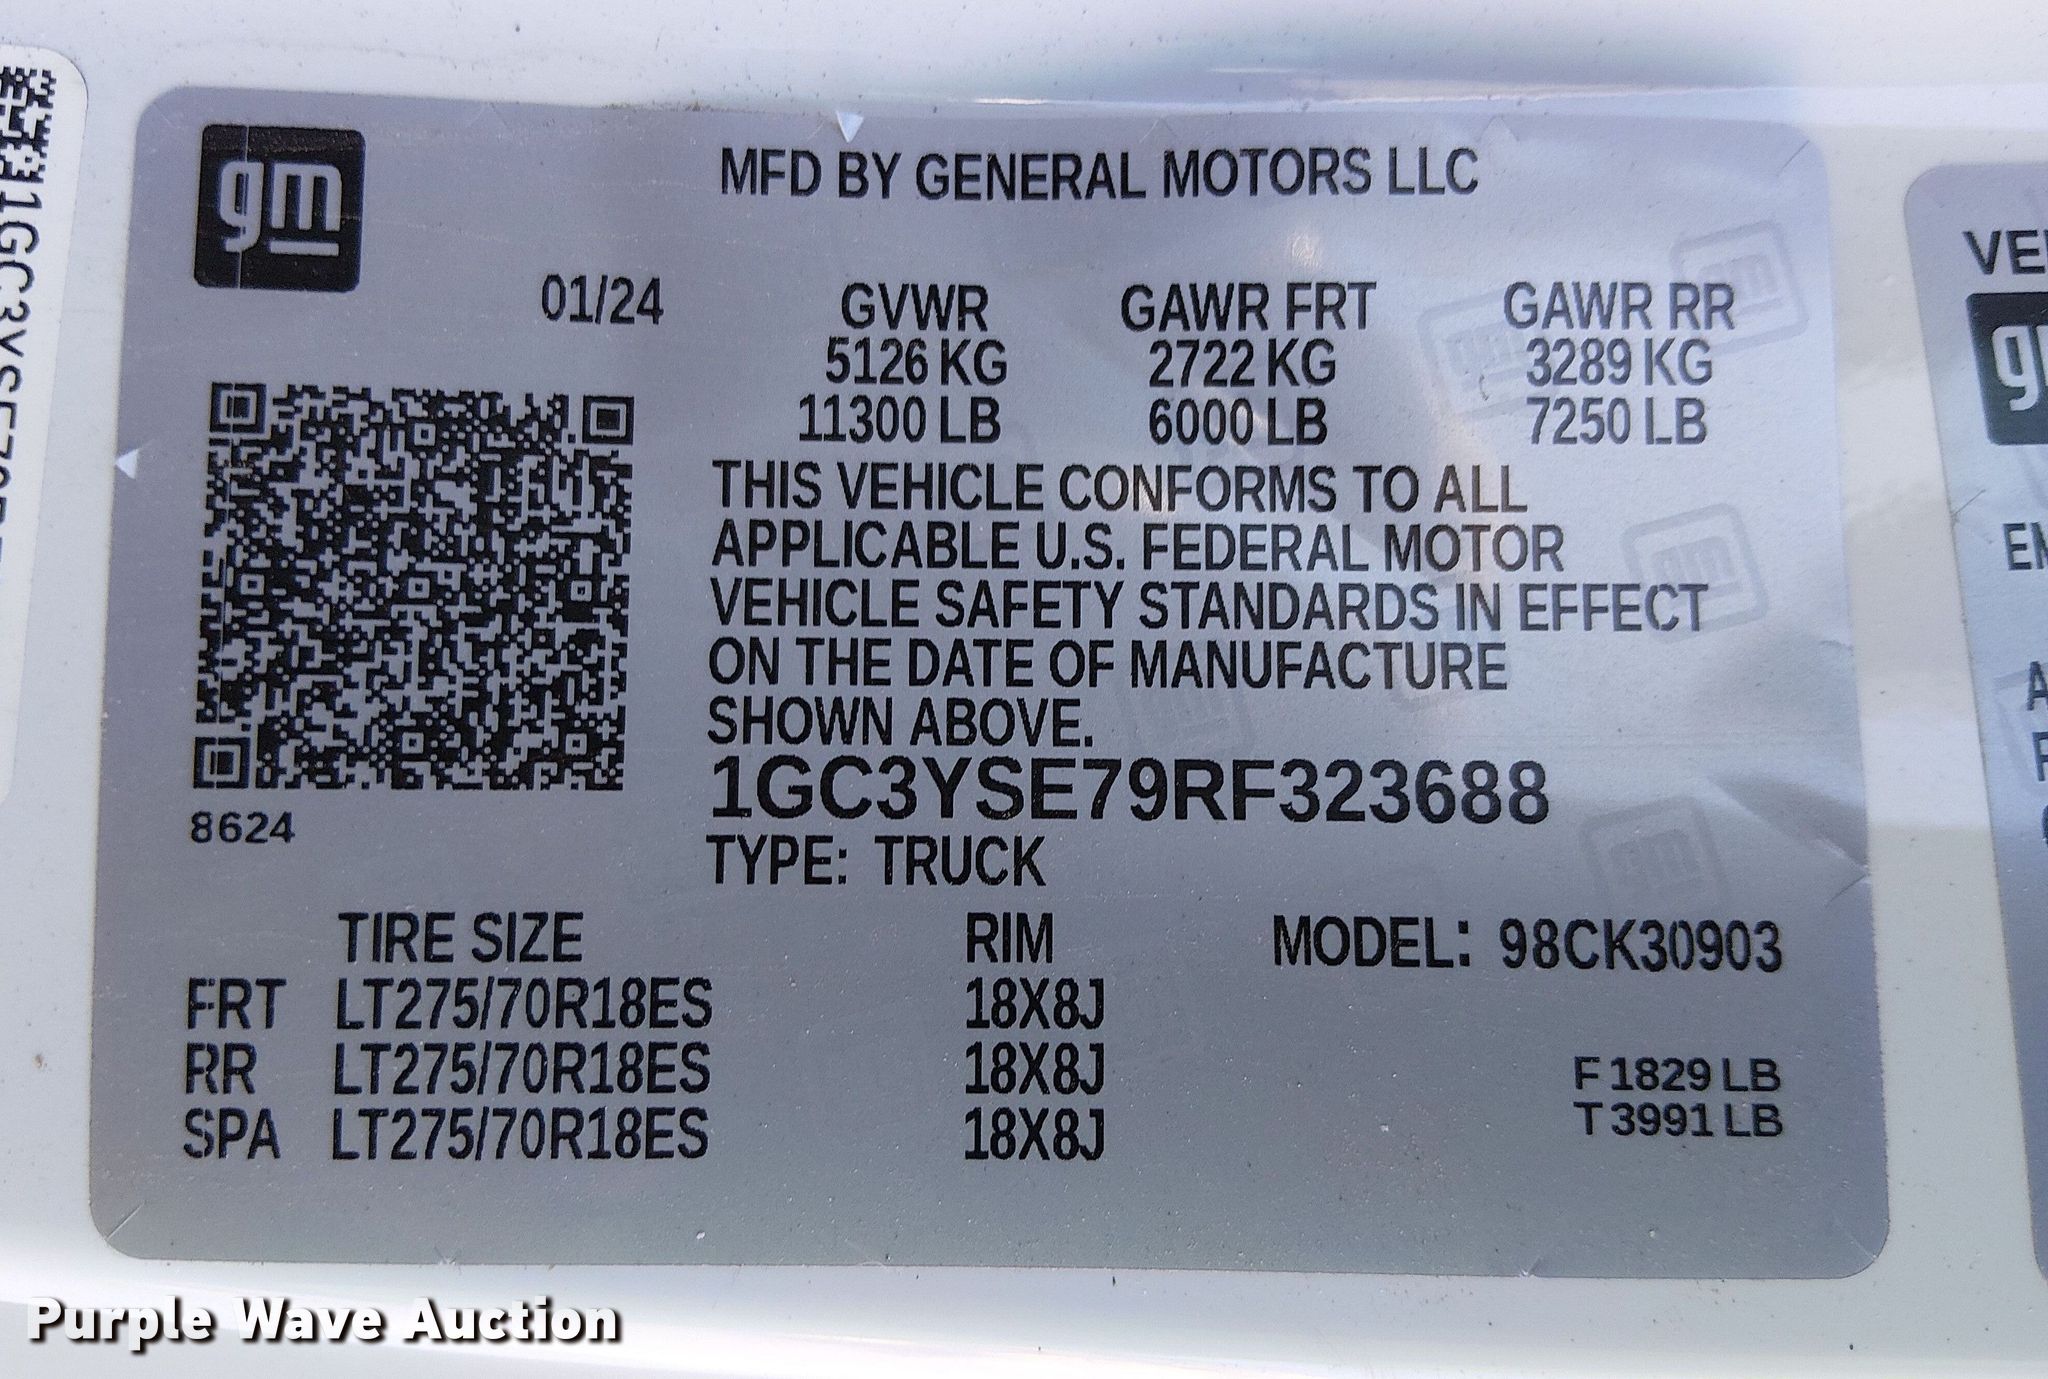 gm
MFD BY GENERAL MOTORS LLC
01/24
GVWR GAWR FRT GAWR RR
5126 KG 2722 KG 3289 KG
11300 LB 6000 LB 7250 LB
THIS VEHICLE CONFORMS TO ALL
APPLICABLE U.S. FEDERAL MOTOR
VEHICLE SAFETY STANDARDS IN EFFECT
ON THE DATE OF MANUFACTURE
SHOWN ABOVE.
1GC3YSE79RF323688
8624
TYPE: TRUCK
TIRE SIZE RIM MODEL: 98CK30903
FRT LT275/70R18ES 18X8J
RR LT275/70R18ES 18X8J
SPA LT275/70R18ES 18X8J
F 1829 LB
T 3991 LB
Purple Wave Auction